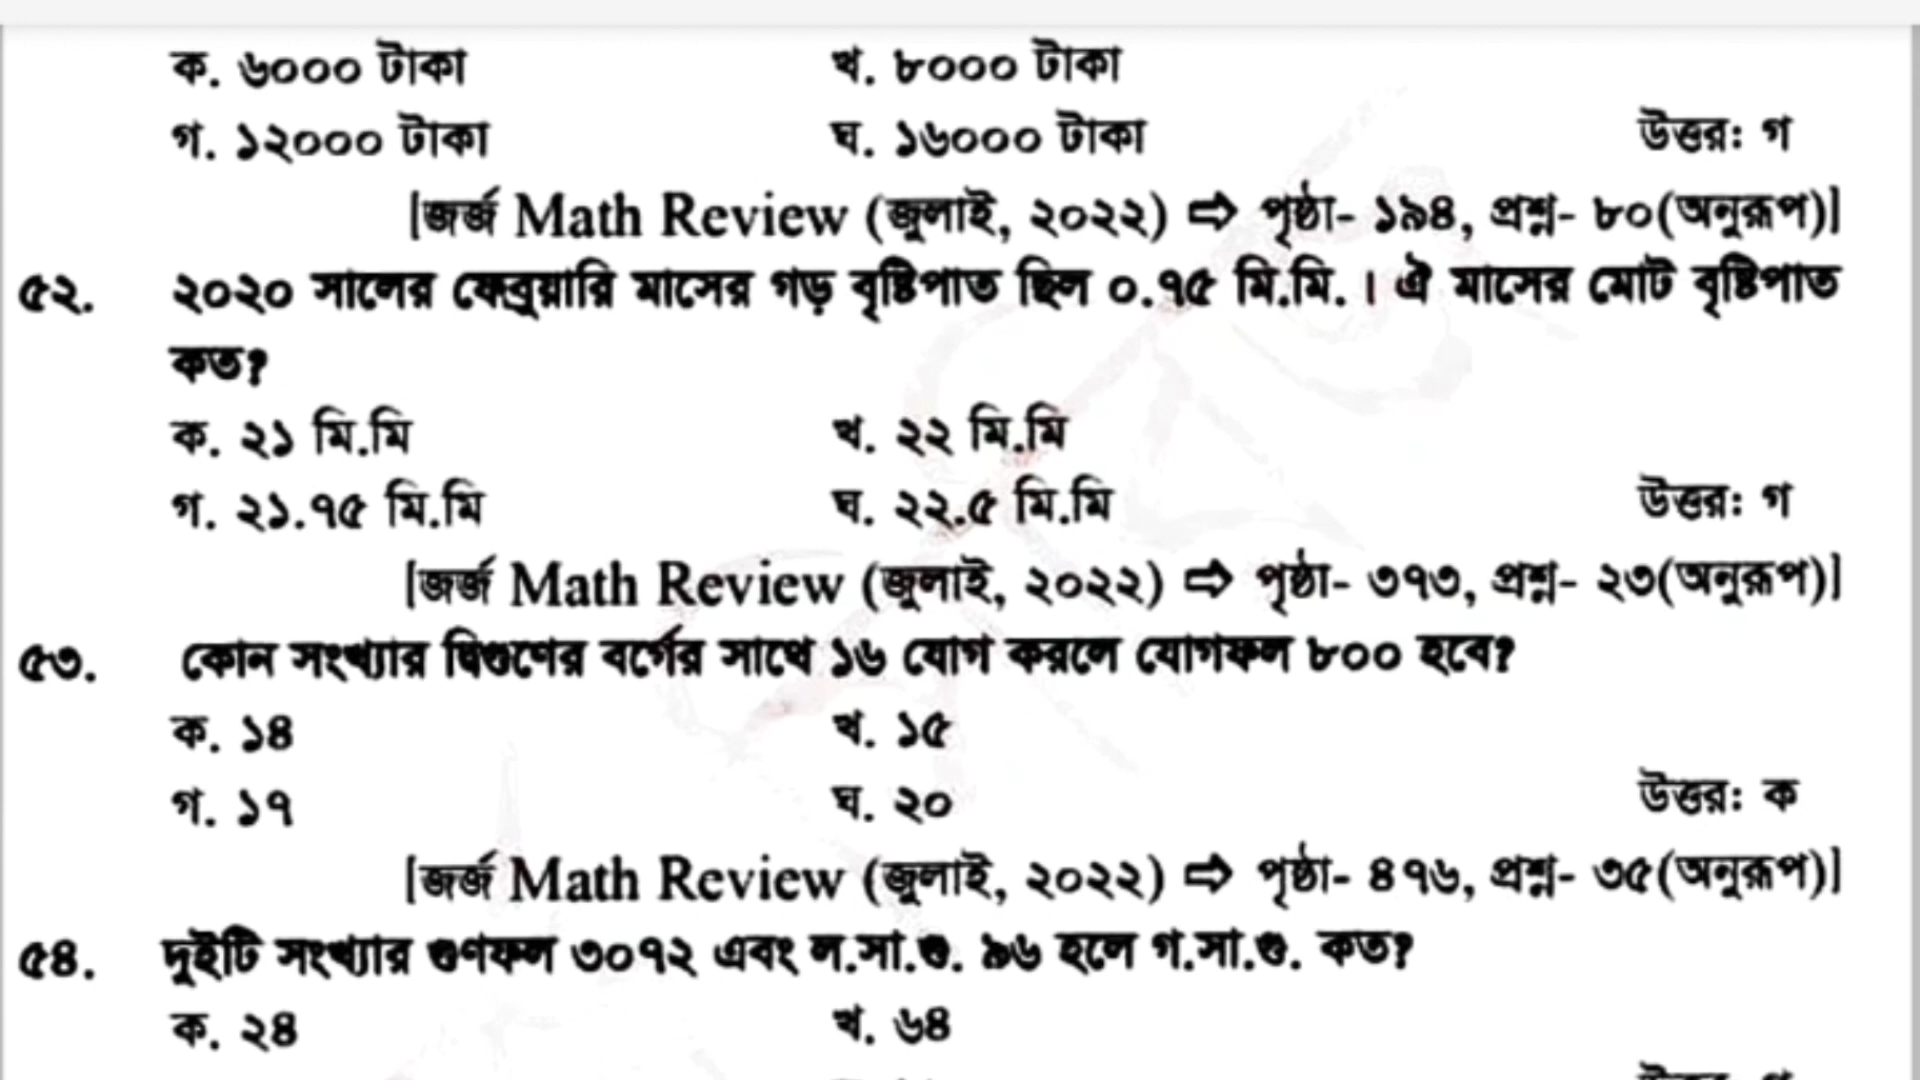 ক. ৬০০০ টাকা খ. ৮০০০ টাকা
গ. ১২০০০ টাকা ঘ. ১৬০০০ টাকা উত্তর: গ
[জর্জ Math Review (জুলাই, ২০২২) ⇨ পৃষ্ঠা- ১৯৪, প্রশ্ন- ৮০(অনুরূপ)]
৫২. ২০২০ সালের ফেব্রুয়ারি মাসের গড় বৃষ্টিপাত ছিল ০.৭৫ মি.মি. । ঐ মাসের মোট বৃষ্টিপাত
কত?
ক. ২১ মি.মি খ. ২২ মি.মি
গ. ২১.৭৫ মি.মি ঘ. ২২.৫ মি.মি উত্তর: গ
[জর্জ Math Review (জুলাই, ২০২২) ⇨ পৃষ্ঠা- ৩৭৩, প্রশ্ন- ২৩(অনুরূপ)]
৫৩. কোন সংখ্যার দ্বিগুণের বর্গের সাথে ১৬ যোগ করলে যোগফল ৮০০ হবে?
ক. ১৪ খ. ১৫
গ. ১৭ ঘ. ২০ উত্তর: ক
[জর্জ Math Review (জুলাই, ২০২২) ⇨ পৃষ্ঠা- ৪৭৬, প্রশ্ন- ৩৫(অনুরূপ)]
৫৪. দুইটি সংখ্যার গুণফল ৩০৭২ এবং ল.সা.গু. ৯৬ হলে গ.সা.গু. কত?
ক. ২৪ খ. ৬৪